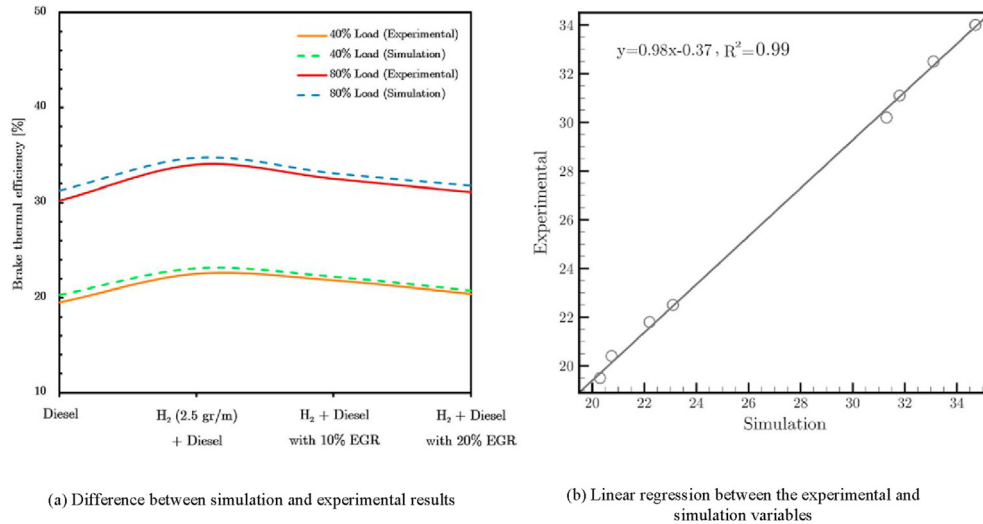 50
40
30
20
10
Brake thermal efficiency [%]
40% Load (Experimental)
40% Load (Simulation)
80% Load (Experimental)
80% Load (Simulation)
Diesel
H₂ (2.5 gr/m)
+ Diesel
H₂ + Diesel
with 10% EGR
H₂ + Diesel
with 20% EGR
(a) Difference between simulation and experimental results
34
32
30
28
26
24
22
20
Experimental
y=0.98x-0.37, R²=0.99
20 22 24 26 28 30 32 34
Simulation
(b) Linear regression between the experimental and
simulation variables